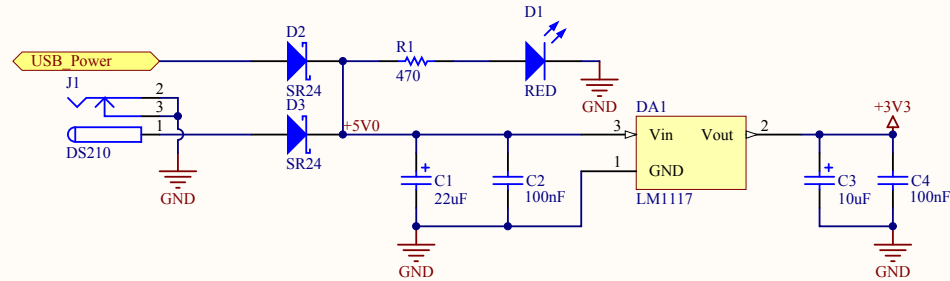 D2
D1
USB_Power
R1
J1
SR24
470
RED
2
D3
GND
DA1
+3V3
3
1
+5V0
3
Vin
Vout
2
DS210
SR24
1
GND
GND
C1
C2
LM1117
C3
C4
22uF
100nF
10uF
100nF
GND
GND